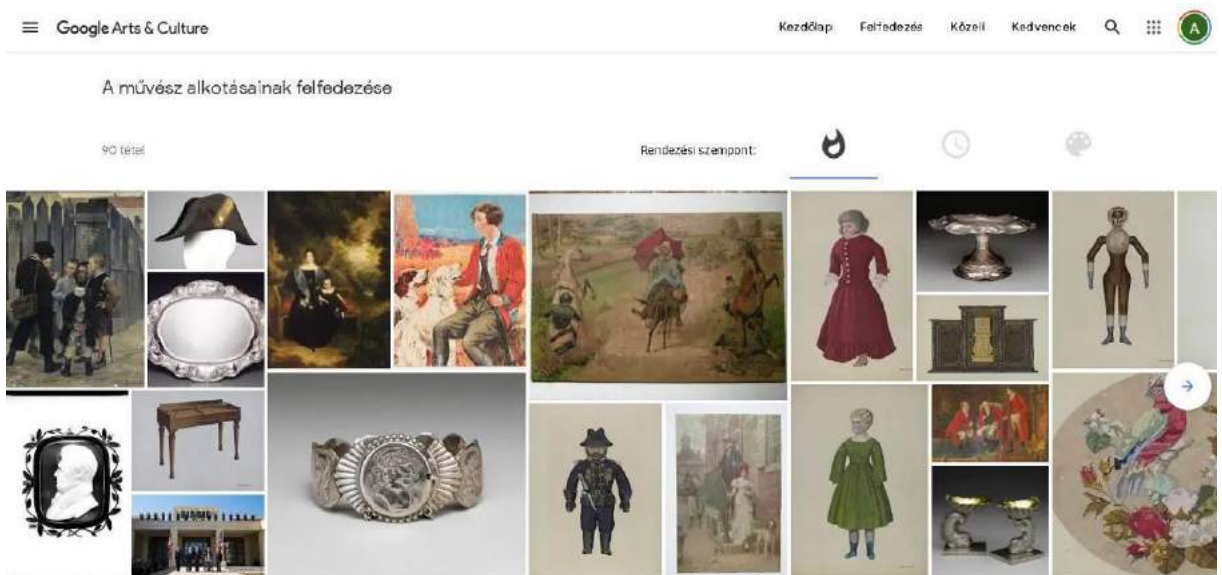 Google Arts & Culture
Kezdőlap Felfedezés Közeli Kedvencek A
A művész alkotásainak felfedezése
90 tétel
Rendezési szempont: